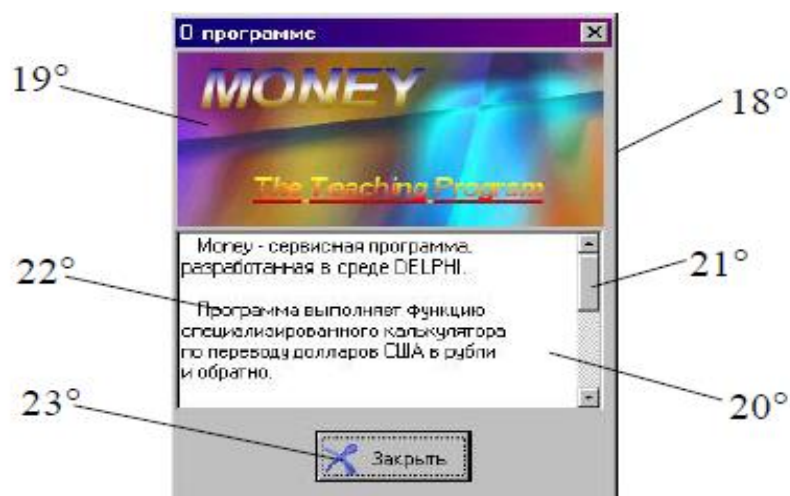 О программе
19°
MONEY
18°
The Teaching Program
Money - сервисная программа,
разработанная в среде DELPHI.
21°
22°
Программа выполняет функцию
специализированного калькулятора
по переводу долларов США в рубли
и обратно.
20°
23°
Закрыть